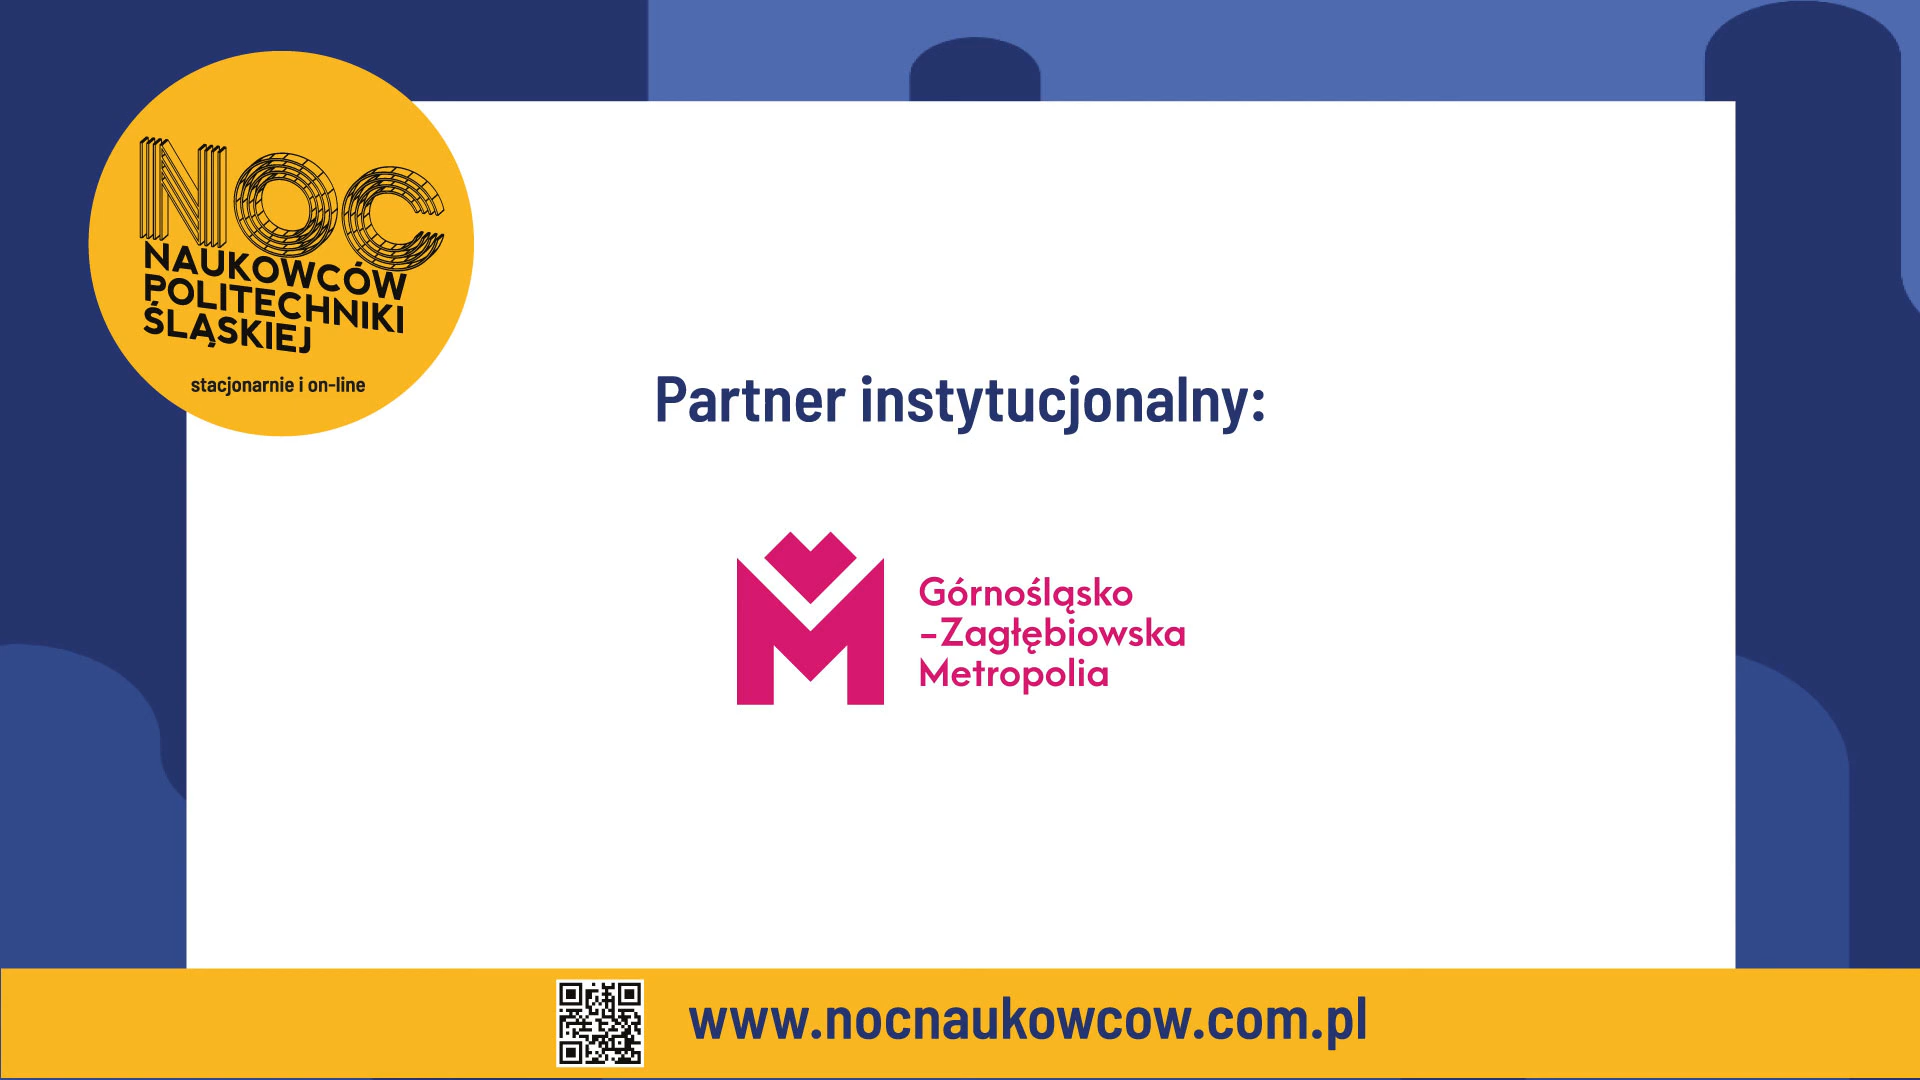 NOC
NAUKOWCÓW
POLITECHNIKI
ŚLĄSKIEJ
stacjonarnie i on-line
Partner instytucjonalny:
Górnośląsko
-Zagłębiowska
Metropolia
www.nocnaukowcow.com.pl